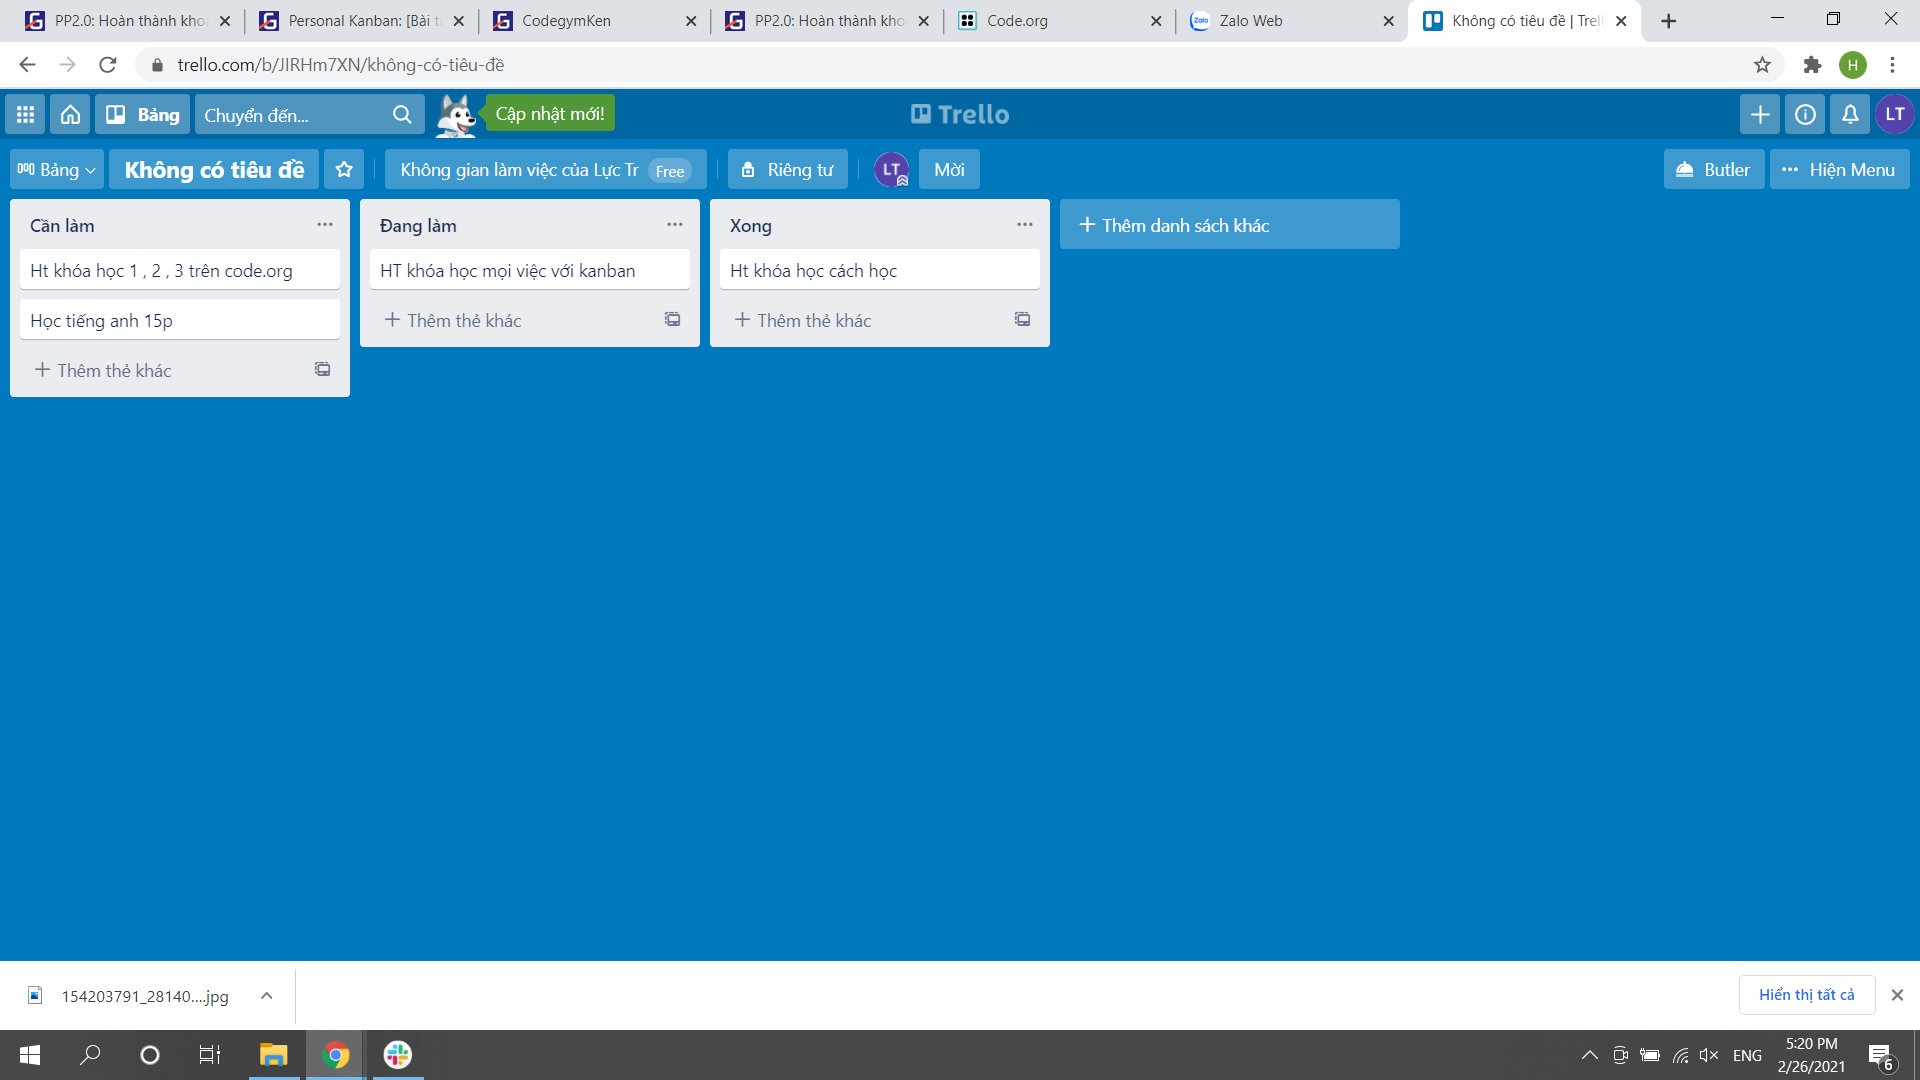 PP2.0: Hoàn thành kho
Personal Kanban: [Bài t
CodegymKen
PP2.0: Hoàn thành kho
Code.org
Zalo Web
Không có tiêu đề | Trell
trello.com/b/JIRHm7XN/không-có-tiêu-đề
H
Bảng
Chuyển đến...
Cập nhật mới!
Trello
LT
Bảng
Không có tiêu đề
Không gian làm việc của Lực Tr Free
Riêng tư
LT
Mời
Butler
Hiện Menu
Cần làm
Ht khóa học 1 , 2 , 3 trên code.org
Học tiếng anh 15p
Thêm thẻ khác
Đang làm
HT khóa học mọi việc với kanban
Thêm thẻ khác
Xong
Ht khóa học cách học
Thêm thẻ khác
Thêm danh sách khác
154203791_28140....jpg
Hiển thị tất cả
ENG
5:20 PM
2/26/2021
6